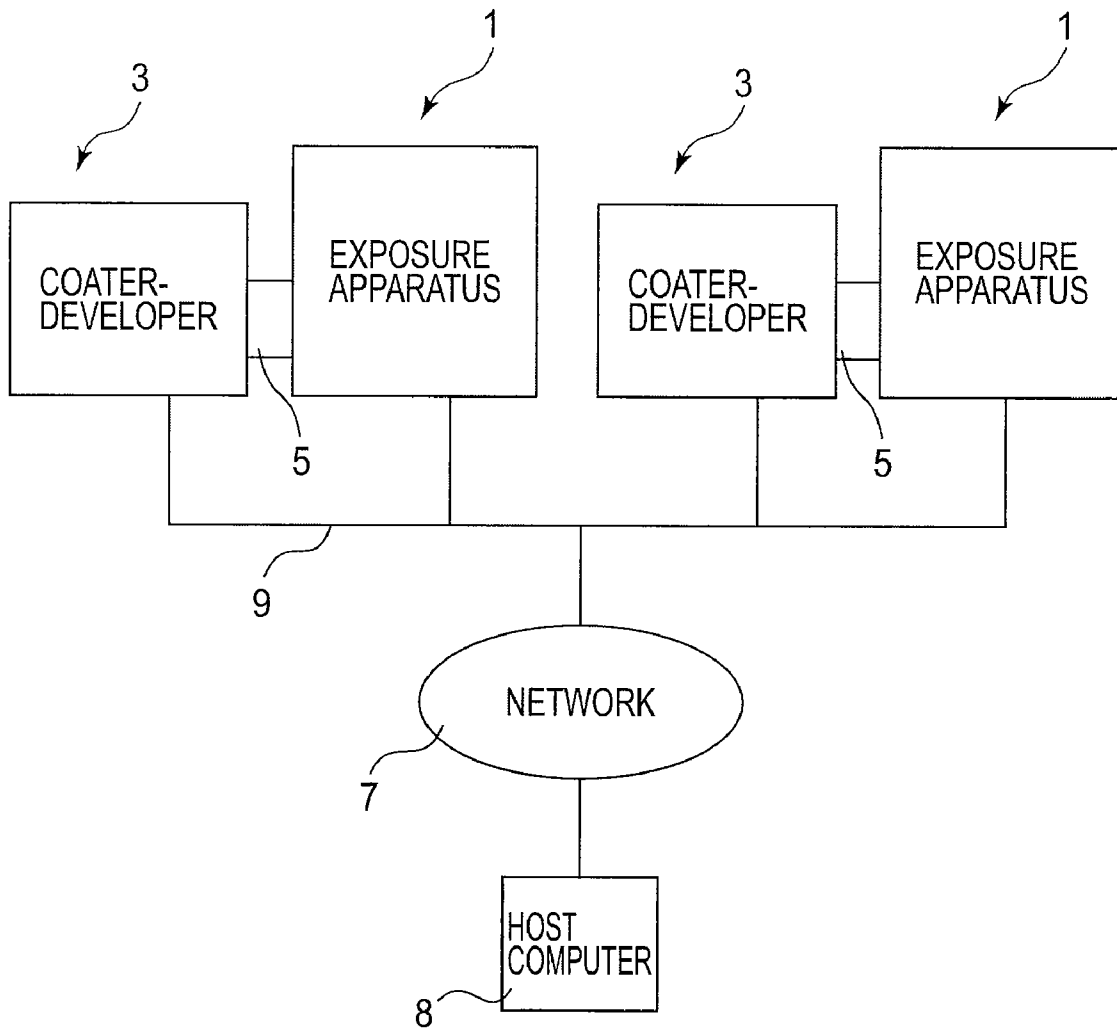 1
1
3
3
COATER-
DEVELOPER
EXPOSURE
APPARATUS
COATER-
DEVELOPER
EXPOSURE
APPARATUS
5
5
9
NETWORK
7
HOST
COMPUTER
8